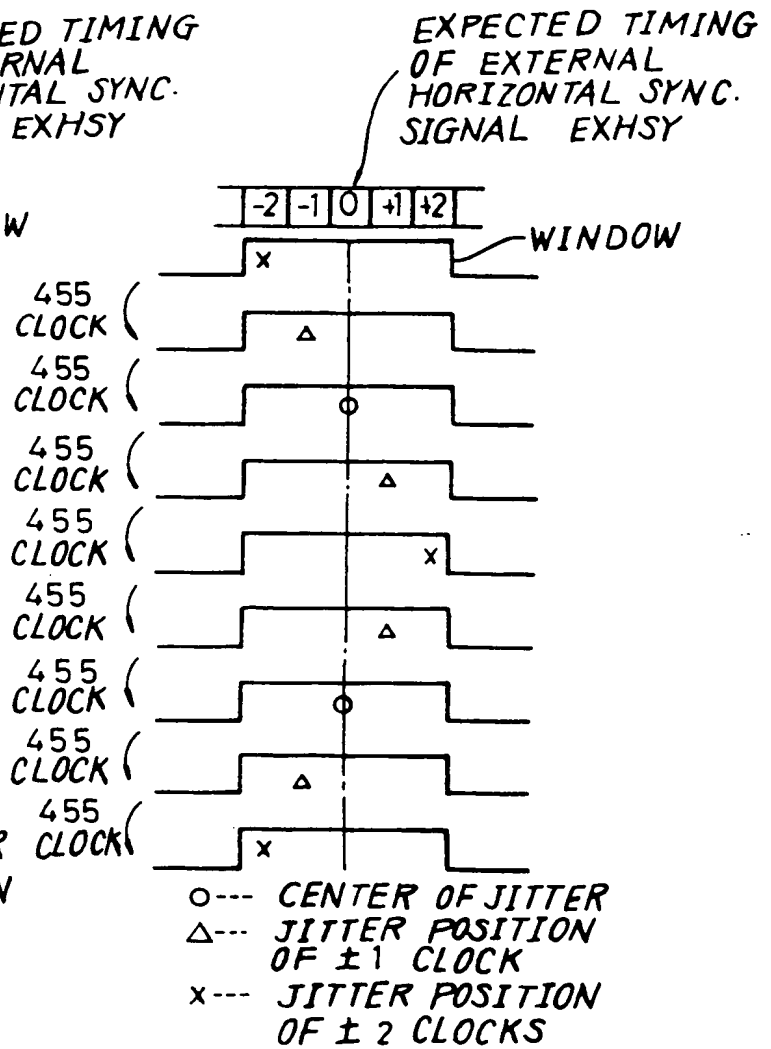 ED TIMING
RNAL
NTAL SYNC.
EXHSY
EXPECTED TIMING
OF EXTERNAL
HORIZONTAL SYNC.
SIGNAL EXHSY
-2 -1 0 +1 +2
W
X
WINDOW
455
CLOCK
△
455
CLOCK
○
455
CLOCK
△
455
CLOCK
X
455
CLOCK
△
455
CLOCK
○
455
CLOCK
△
455
R CLOCK
X
N
○--- CENTER OF JITTER
△--- JITTER POSITION
OF ±1 CLOCK
X--- JITTER POSITION
OF ±2 CLOCKS